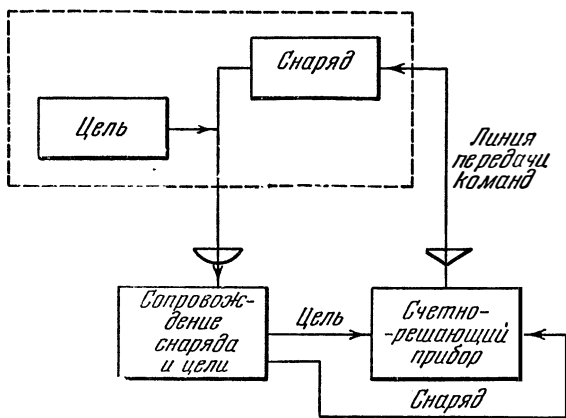 Снаряд
Цель
Линия
передачи
команд
Сопровож-
дение
снаряда
и цели
Цель
Счетно-
-решающий
прибор
Снаряд